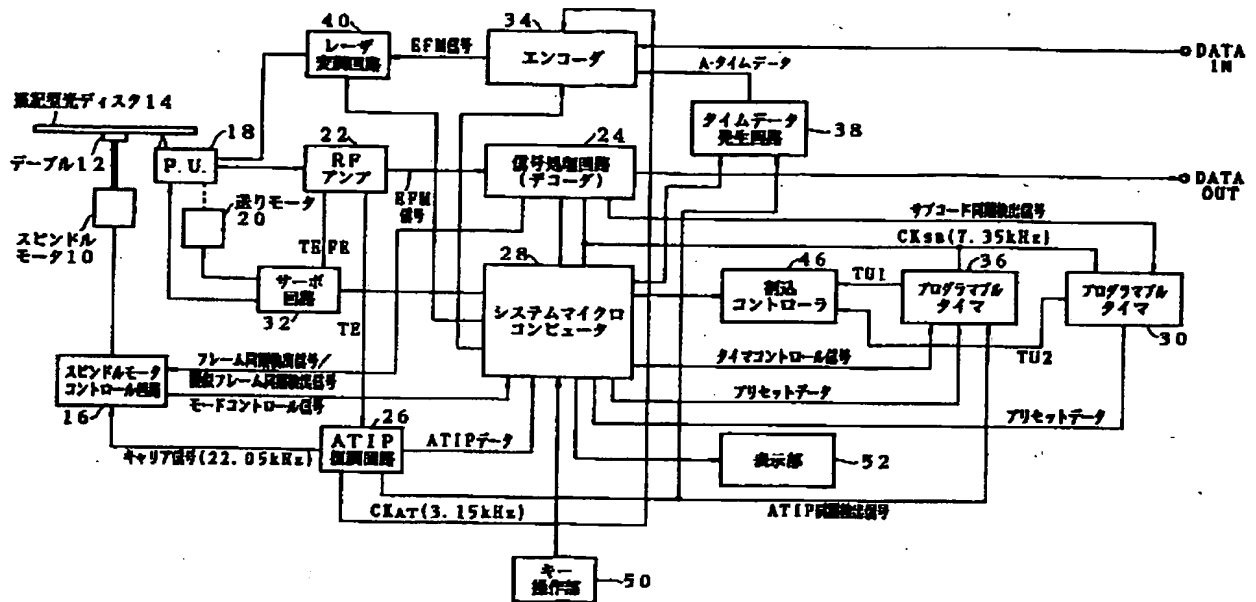 40
レーザ
変調回路
EFM信号
34
エンコーダ
DATA
IN
A-タイムデータ
追記型光ディスク14
テーブル12
18
P.U.
22
RF
アンプ
EFM
信号
24
信号処理回路
(デコーダ)
タイムデータ
発生回路
38
DATA
OUT
送りモータ
20
スピンドル
モータ10
TE
FE
サブコード同期検出信号
CKSB(7.35kHz)
サーボ
回路
32
TE
28
システムマイクロ
コンピュータ
46
割込
コントローラ
TU1
36
プログラマブル
タイマ
プログラマブル
タイマ
30
TU2
フレーム同期検出信号/
疑似フレーム同期検出信号
モードコントロール信号
タイマコントロール信号
プリセットデータ
プリセットデータ
スピンドルモータ
コントロール回路
16
26
ATIP
復調回路
ATIPデータ
キャリア信号(22.05kHz)
表示部
52
CKAT(3.15kHz)
ATIP同期検出信号
キー
操作部
50